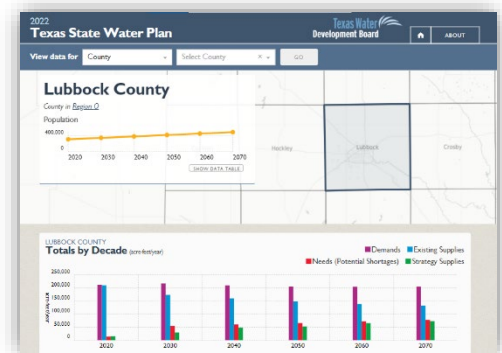 2022
Texas State Water Plan
Texas Water
Development Board
ABOUT
View data for
County
Select County
GO
Lubbock County
County in Region O
Population
400,000
0
2020 2030 2040 2050 2060 2070
SHOW DATA TABLE
Hockley
Lubbock
Crosby
LUBBOCK COUNTY
Totals by Decade (acre-feet/year)
Demands Existing Supplies
Needs (Potential Shortages) Strategy Supplies
250,000
200,000
150,000
100,000
50,000
0
2020 2030 2040 2050 2060 2070